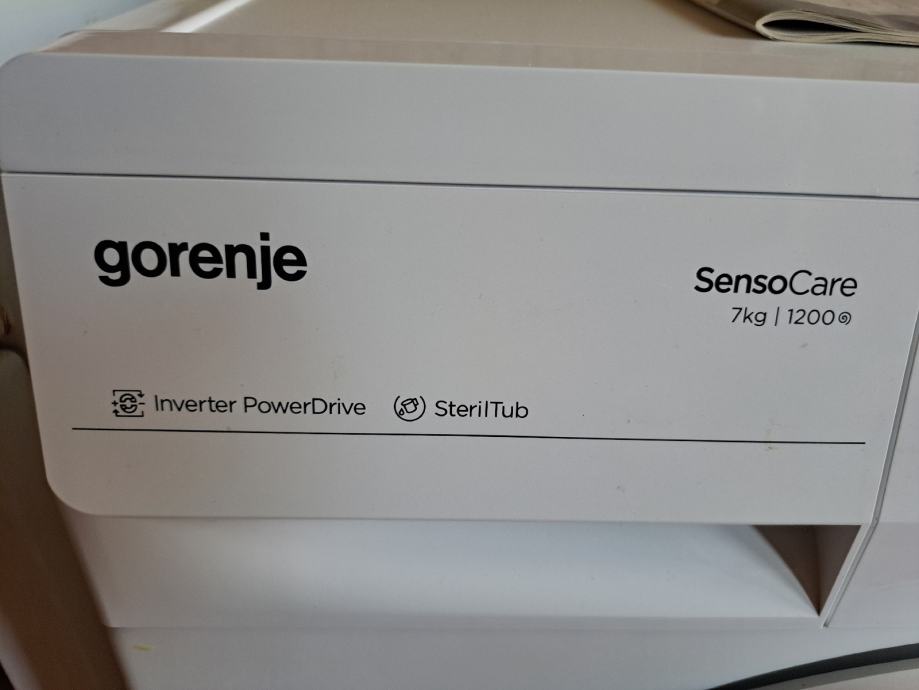 gorenje
SensoCare
7kg | 1200
Inverter PowerDrive
SterilTub